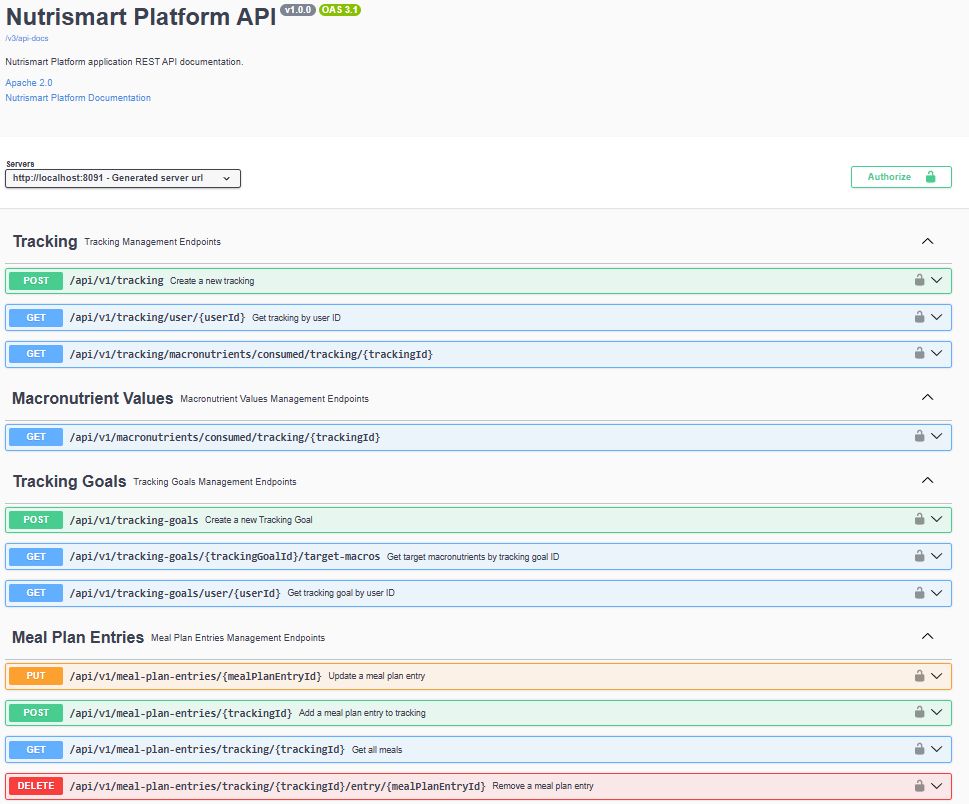 Nutrismart Platform API v1.0.0 OAS 3.1
/v3/api-docs
Nutrismart Platform application REST API documentation.
Apache 2.0
Nutrismart Platform Documentation
Servers
http://localhost:8091 - Generated server url
Authorize
Tracking Tracking Management Endpoints
POST /api/v1/tracking Create a new tracking
GET /api/v1/tracking/user/{userId} Get tracking by user ID
GET /api/v1/tracking/macronutrients/consumed/tracking/{trackingId}
Macronutrient Values Macronutrient Values Management Endpoints
GET /api/v1/macronutrients/consumed/tracking/{trackingId}
Tracking Goals Tracking Goals Management Endpoints
POST /api/v1/tracking-goals Create a new Tracking Goal
GET /api/v1/tracking-goals/{trackingGoalId}/target-macros Get target macronutrients by tracking goal ID
GET /api/v1/tracking-goals/user/{userId} Get tracking goal by user ID
Meal Plan Entries Meal Plan Entries Management Endpoints
PUT /api/v1/meal-plan-entries/{mealPlanEntryId} Update a meal plan entry
POST /api/v1/meal-plan-entries/{trackingId} Add a meal plan entry to tracking
GET /api/v1/meal-plan-entries/tracking/{trackingId} Get all meals
DELETE /api/v1/meal-plan-entries/tracking/{trackingId}/entry/{mealPlanEntryId} Remove a meal plan entry